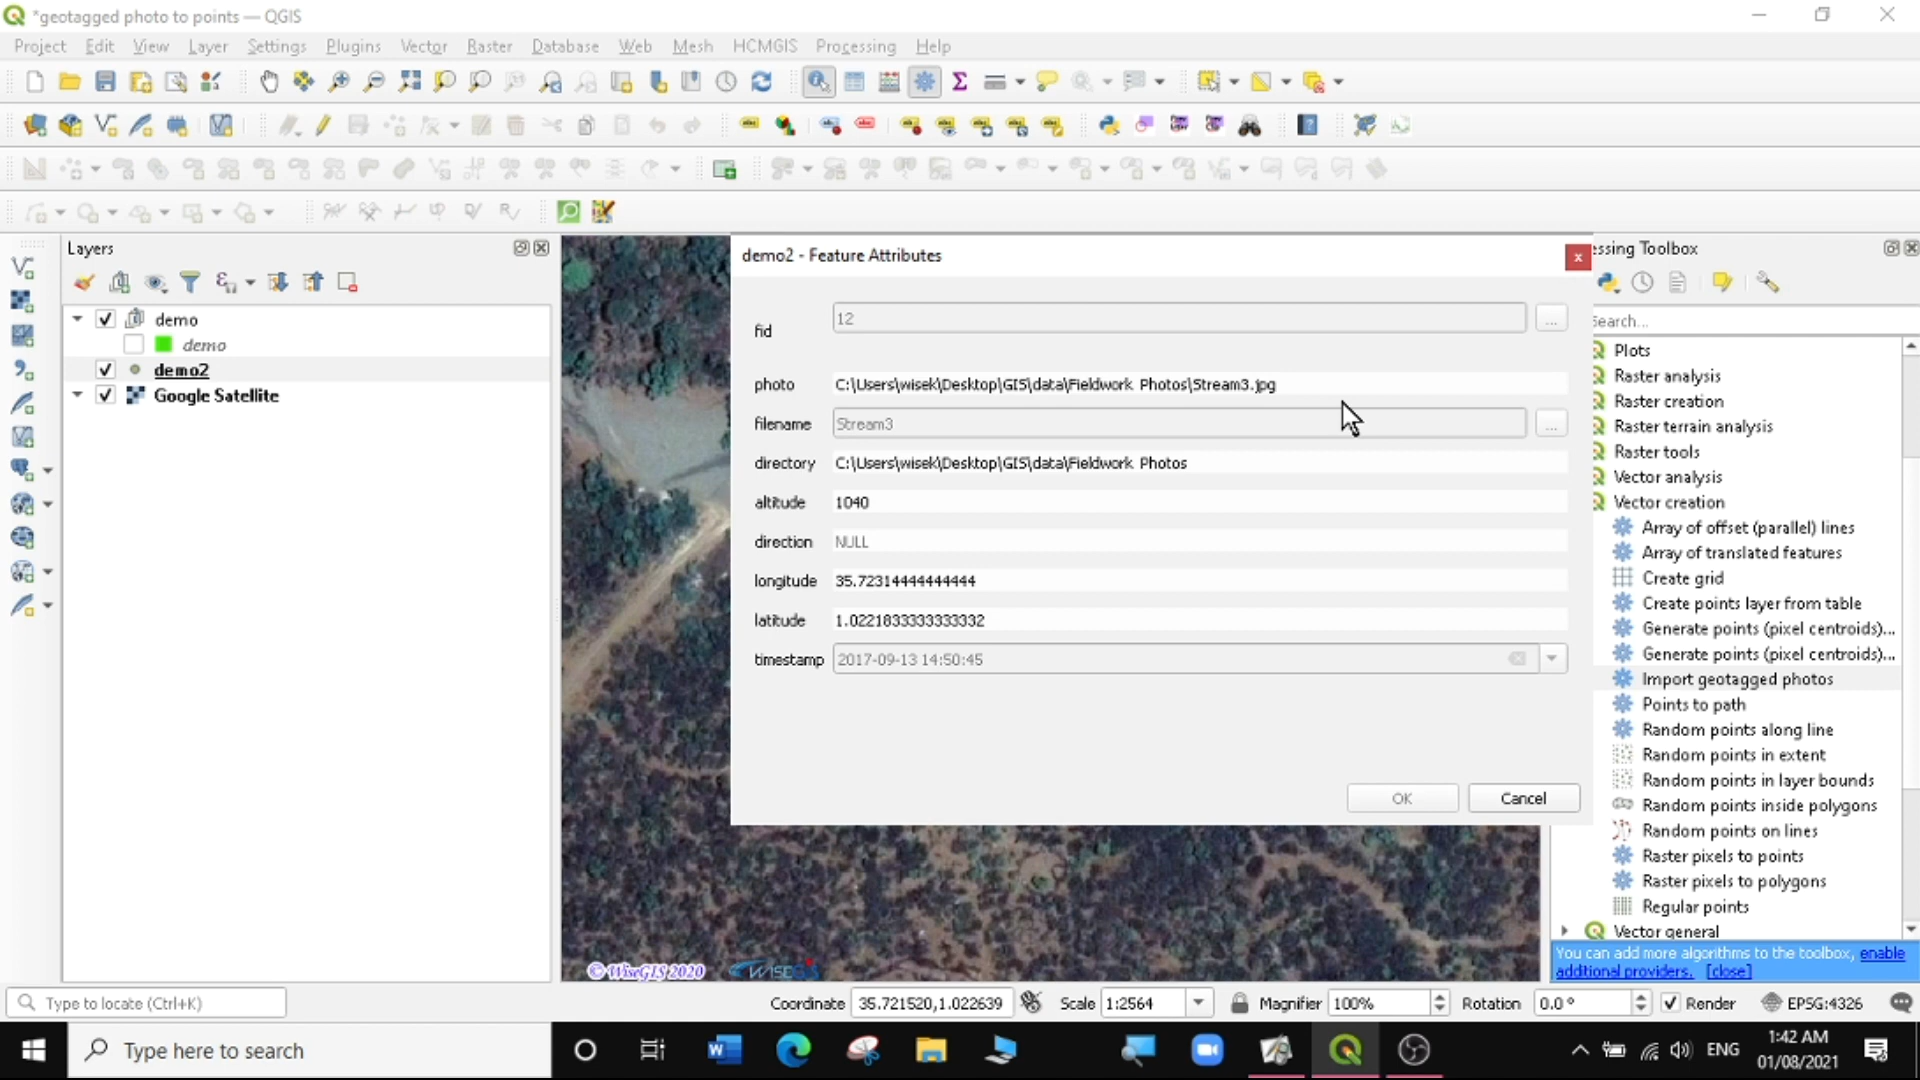 *geotagged photo to points — QGIS
Project Edit View Layer Settings Plugins Vector Raster Database Web Mesh HCMGIS Processing Help
Layers
demo
demo
demo2
Google Satellite
demo2 - Feature Attributes
x
fid 12 ...
photo C:\Users\wisek\Desktop\GIS\data\Fieldwork Photos\Stream3.jpg
filename Stream3 ...
directory C:\Users\wisek\Desktop\GIS\data\Fieldwork Photos
altitude 1040
direction NULL
longitude 35.72314444444444
latitude 1.0221833333333332
timestamp 2017-09-13 14:50:45
OK Cancel
essing Toolbox
Search...
Plots
Raster analysis
Raster creation
Raster terrain analysis
Raster tools
Vector analysis
Vector creation
Array of offset (parallel) lines
Array of translated features
Create grid
Create points layer from table
Generate points (pixel centroids)...
Generate points (pixel centroids)...
Import geotagged photos
Points to path
Random points along line
Random points in extent
Random points in layer bounds
Random points inside polygons
Random points on lines
Raster pixels to points
Raster pixels to polygons
Regular points
Vector general
You can add more algorithms to the toolbox, enable
additional providers. [close]
© WiseGIS 2020 WISEGIS
Type to locate (Ctrl+K) Coordinate 35.721520,1.022639 Scale 1:2564 Magnifier 100% Rotation 0.0 ° Render EPSG:4326
Type here to search
ENG
1:42 AM
01/08/2021